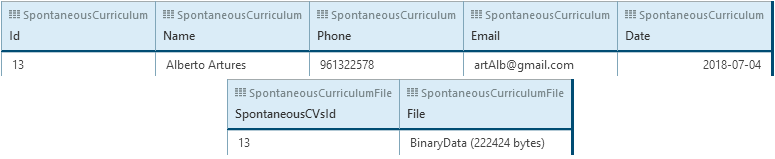 SpontaneousCurriculum SpontaneousCurriculum SpontaneousCurriculum SpontaneousCurriculum SpontaneousCurriculum
Id Name Phone Email Date
13 Alberto Artures 961322578 artAlb@gmail.com 2018-07-04
SpontaneousCurriculumFile SpontaneousCurriculumFile
SpontaneousCVsId File
13 BinaryData (222424 bytes)